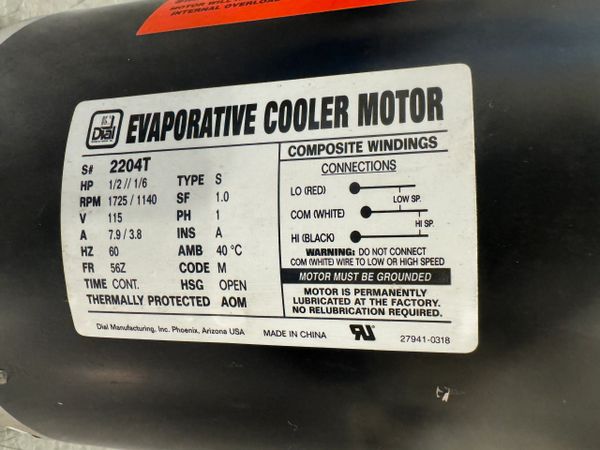 MOTOR WILL
INTERNAL OVERLOAD
Dial
EVAPORATIVE COOLER MOTOR
S# 2204T
HP 1/2 // 1/6 TYPE S
RPM 1725 / 1140 SF 1.0
V 115 PH 1
A 7.9 / 3.8 INS A
HZ 60 AMB 40 °C
FR 56Z CODE M
TIME CONT. HSG OPEN
THERMALLY PROTECTED AOM
COMPOSITE WINDINGS
CONNECTIONS
LO (RED)
LOW SP.
COM (WHITE)
HI SP.
HI (BLACK)
WARNING: DO NOT CONNECT
COM (WHITE) WIRE TO LOW OR HIGH SPEED
MOTOR MUST BE GROUNDED
MOTOR IS PERMANENTLY
LUBRICATED AT THE FACTORY.
NO RELUBRICATION REQUIRED.
Dial Manufacturing, Inc. Phoenix, Arizona USA MADE IN CHINA 27941-0318